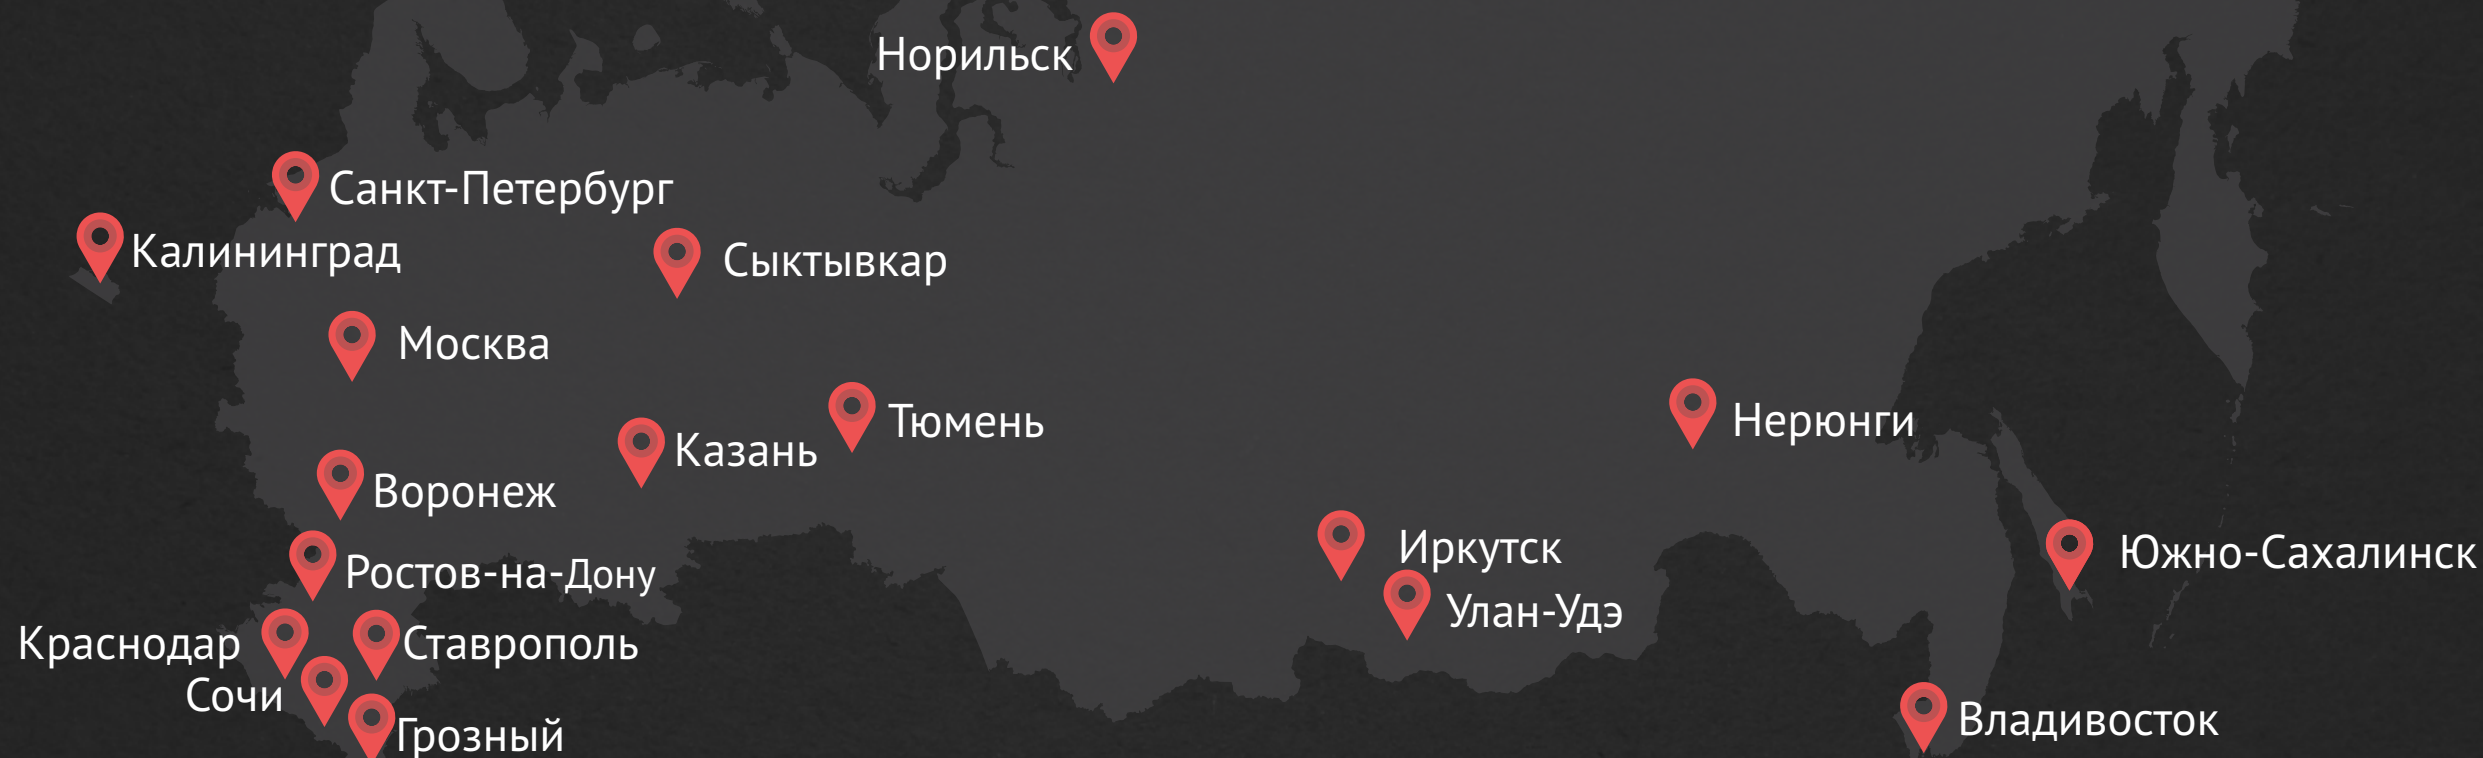 Норильск
Санкт-Петербург
Калининград
Сыктывкар
Москва
Тюмень
Нерюнги
Казань
Воронеж
Иркутск
Южно-Сахалинск
Ростов-на-Дону
Улан-Удэ
Краснодар
Ставрополь
Сочи
Владивосток
Грозный